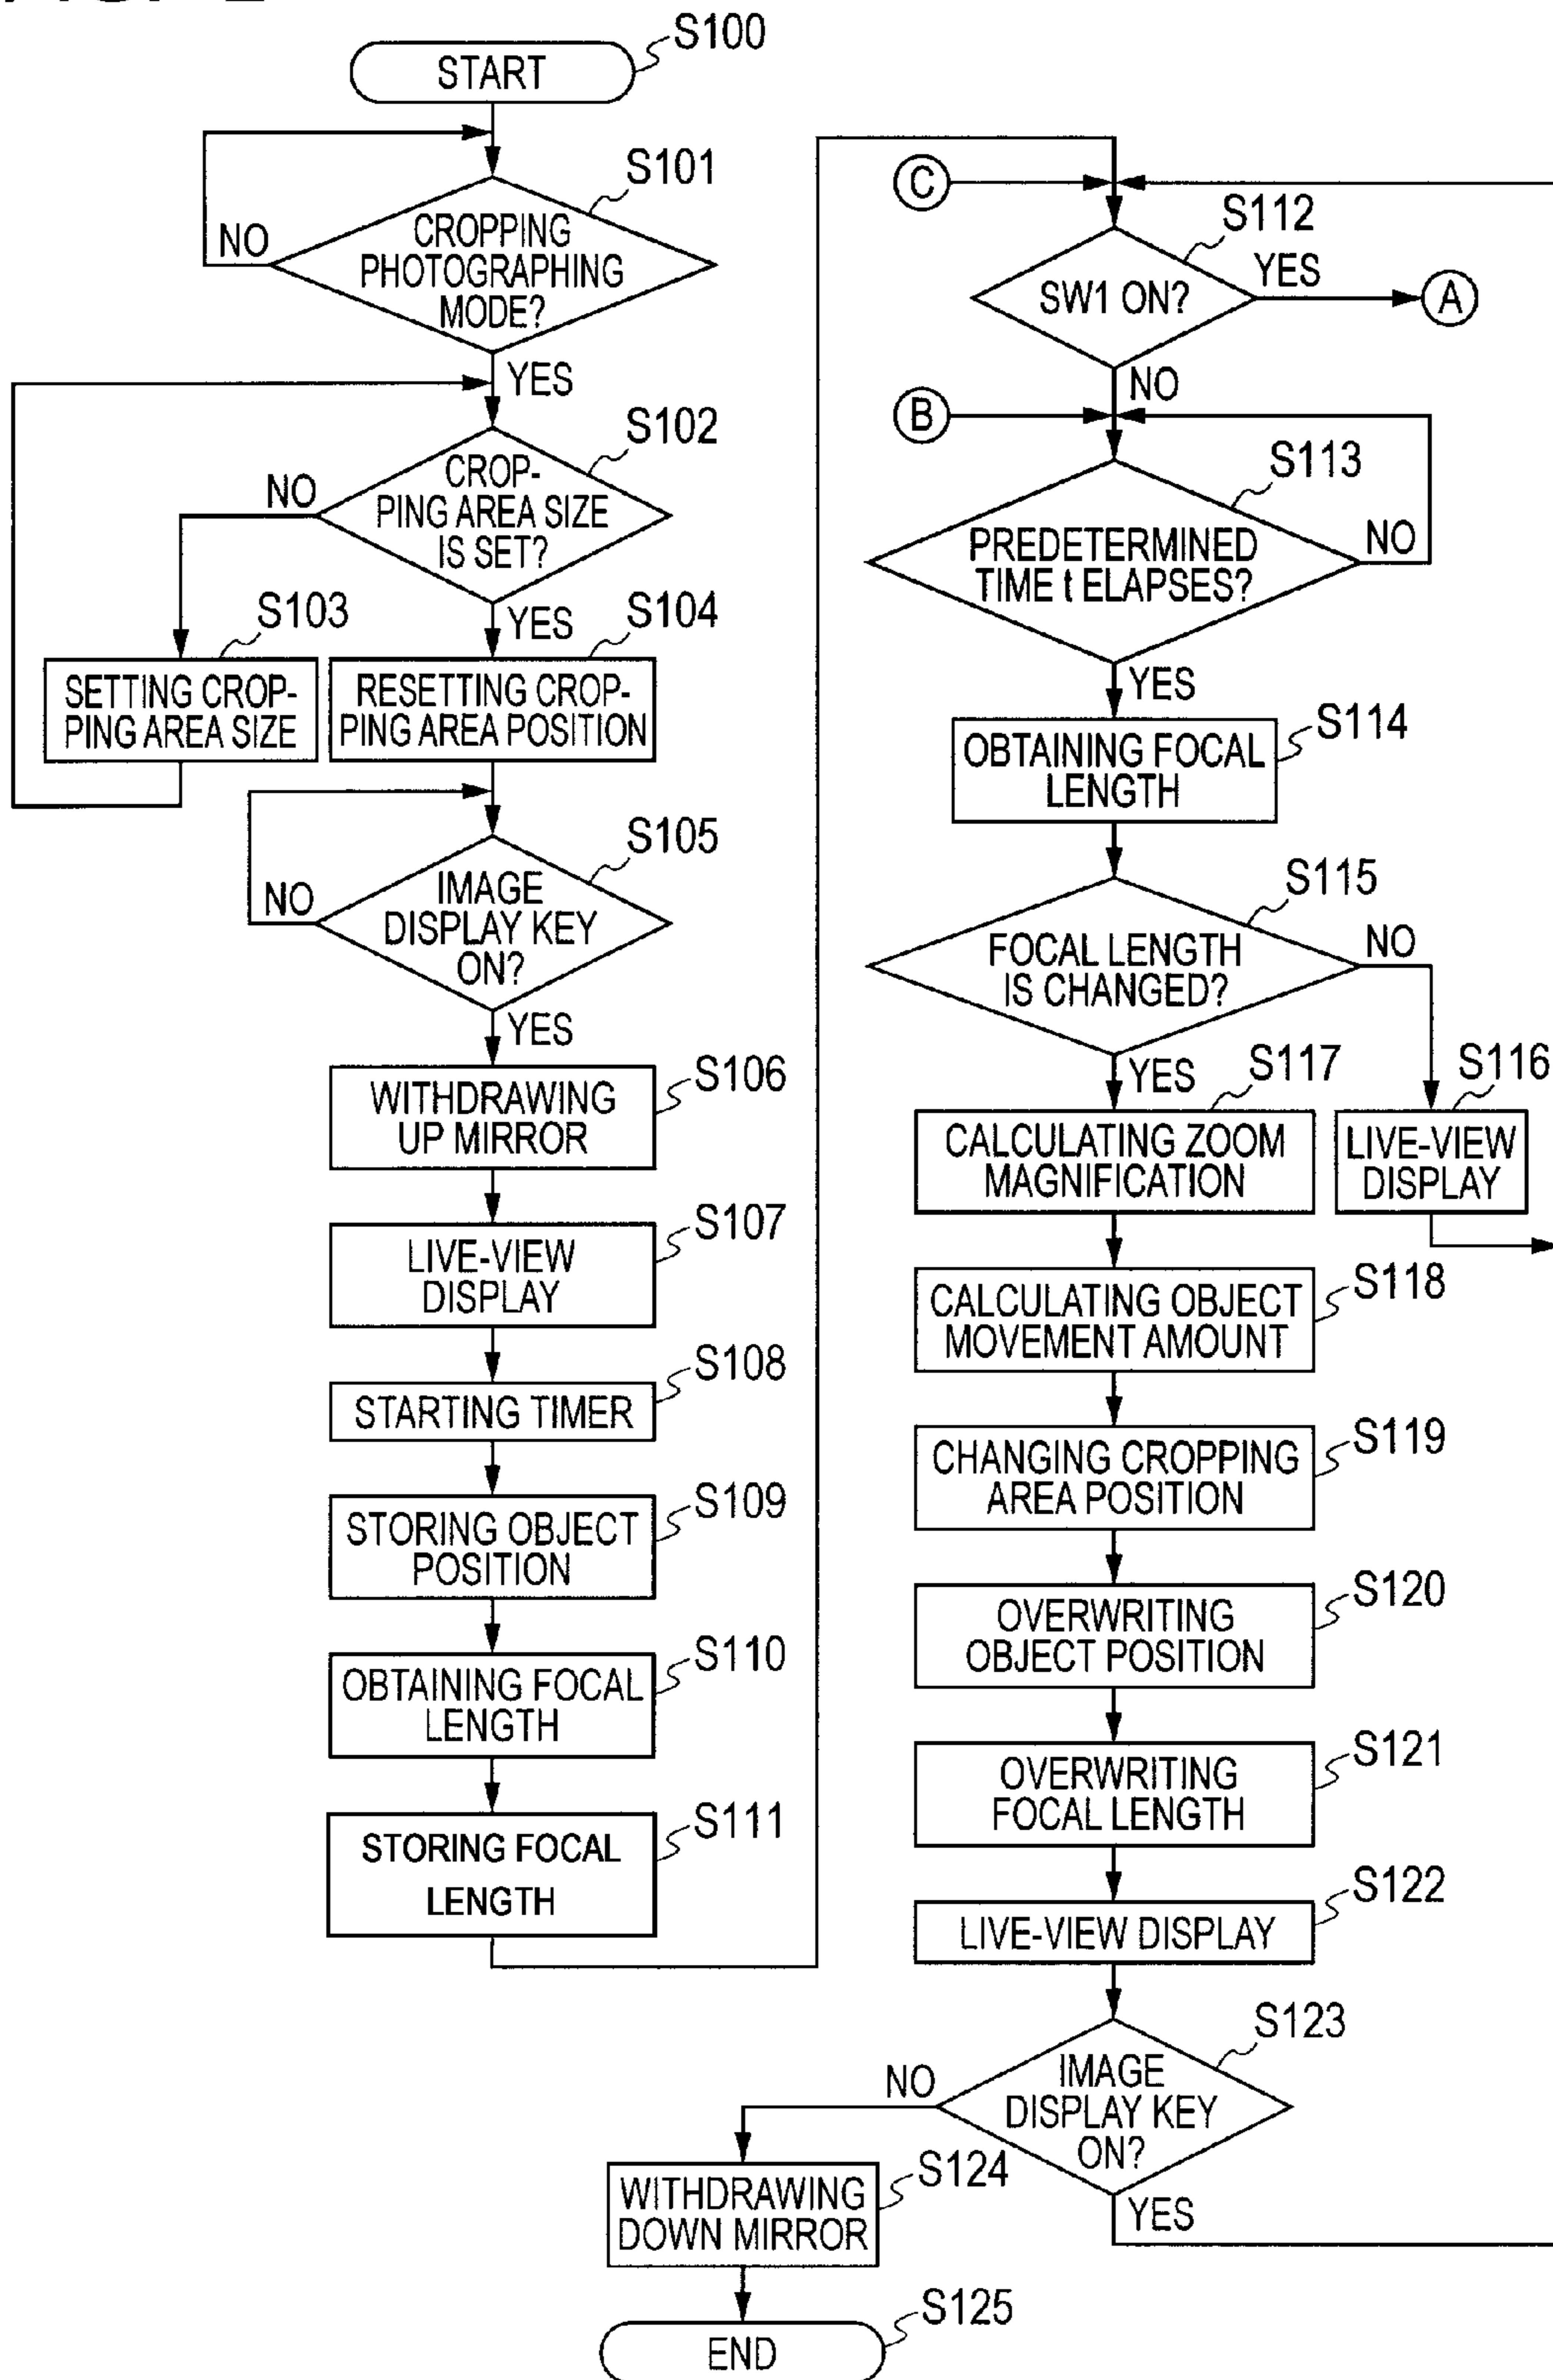 START
S100
S101
CROPPING
PHOTOGRAPHING
MODE?
NO
YES
S102
CROP-
PING AREA SIZE
IS SET?
NO
YES
S103
SETTING CROP-
PING AREA SIZE
S104
RESETTING CROP-
PING AREA POSITION
S105
IMAGE
DISPLAY KEY
ON?
NO
YES
S106
WITHDRAWING
UP MIRROR
S107
LIVE-VIEW
DISPLAY
S108
STARTING TIMER
S109
STORING OBJECT
POSITION
S110
OBTAINING FOCAL
LENGTH
S111
STORING FOCAL
LENGTH
C
S112
SW1 ON?
YES
A
NO
B
S113
PREDETERMINED
TIME t ELAPSES?
NO
YES
S114
OBTAINING FOCAL
LENGTH
S115
FOCAL LENGTH
IS CHANGED?
NO
YES
S116
LIVE-VIEW
DISPLAY
S117
CALCULATING ZOOM
MAGNIFICATION
S118
CALCULATING OBJECT
MOVEMENT AMOUNT
S119
CHANGING CROPPING
AREA POSITION
S120
OVERWRITING
OBJECT POSITION
S121
OVERWRITING
FOCAL LENGTH
S122
LIVE-VIEW DISPLAY
S123
IMAGE
DISPLAY KEY
ON?
NO
YES
S124
WITHDRAWING
DOWN MIRROR
S125
END